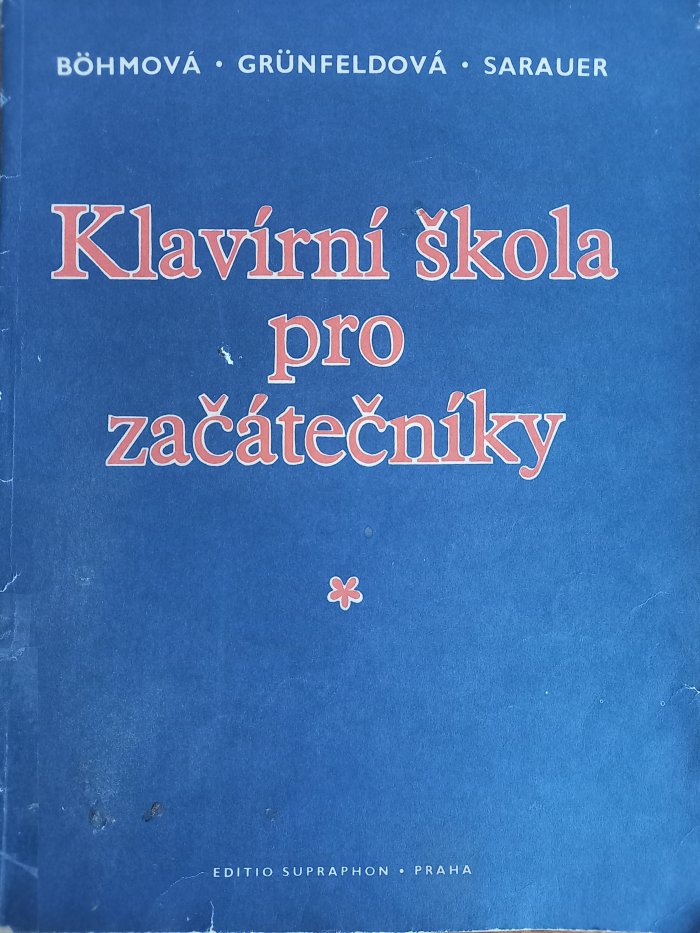 BÖHMOVÁ • GRÜNFELDOVÁ • SARAUER
Klavírní škola
pro
začátečníky
*
EDITIO SUPRAPHON • PRAHA